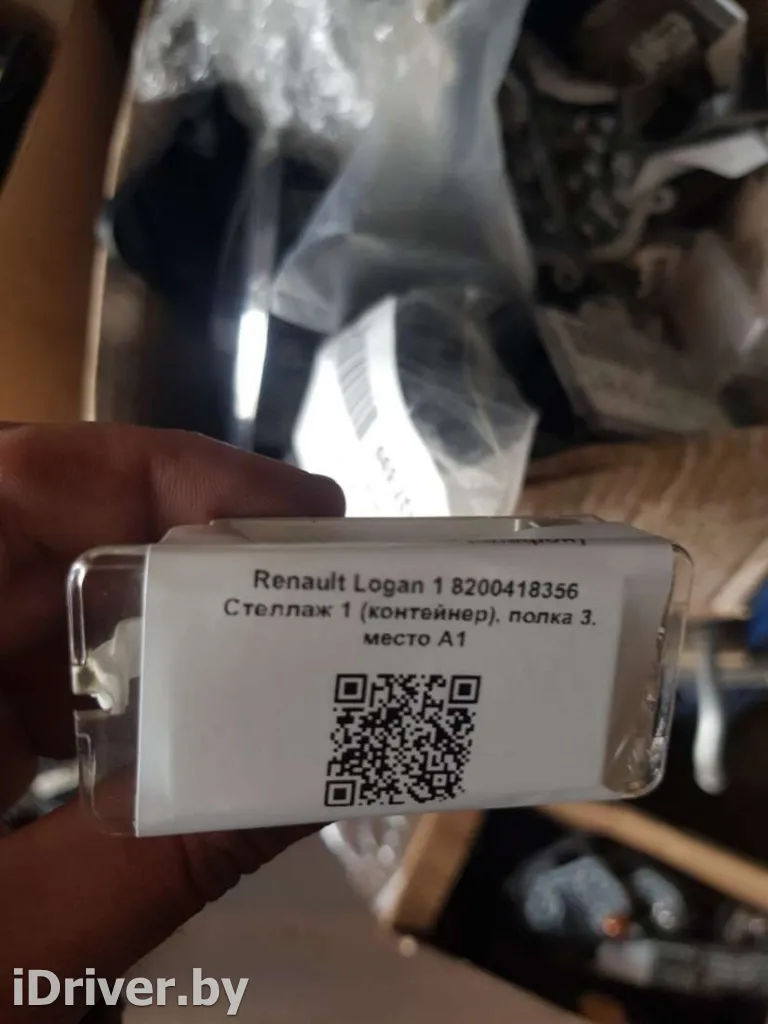 Renault Logan 1 8200418356
Стеллаж 1 (контейнер), полка 3,
место А1
iDriver.by